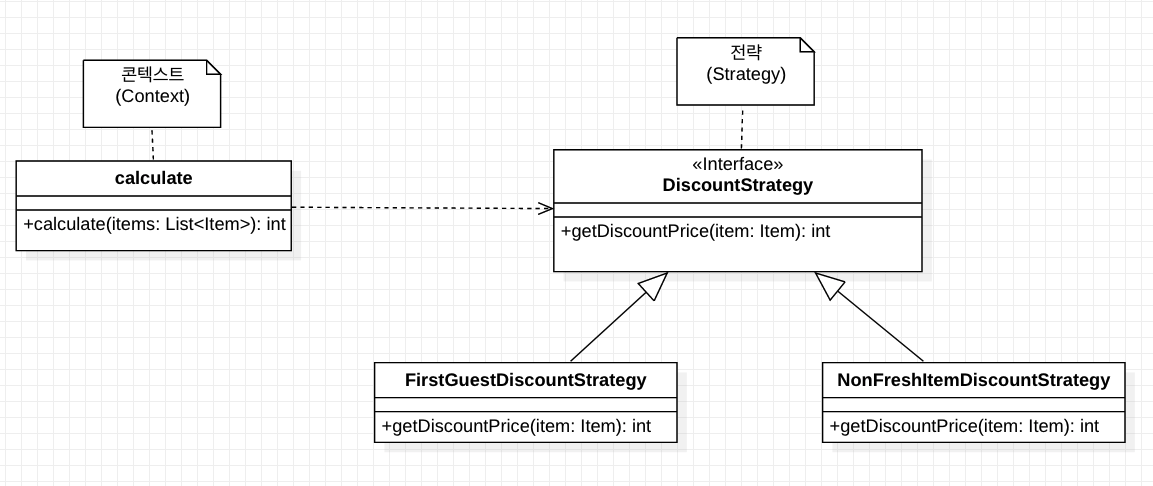 콘텍스트
(Context)
calculate
+calculate(items: List<Item>): int
전략
(Strategy)
«Interface»
DiscountStrategy
+getDiscountPrice(item: Item): int
FirstGuestDiscountStrategy
+getDiscountPrice(item: Item): int
NonFreshItemDiscountStrategy
+getDiscountPrice(item: Item): int